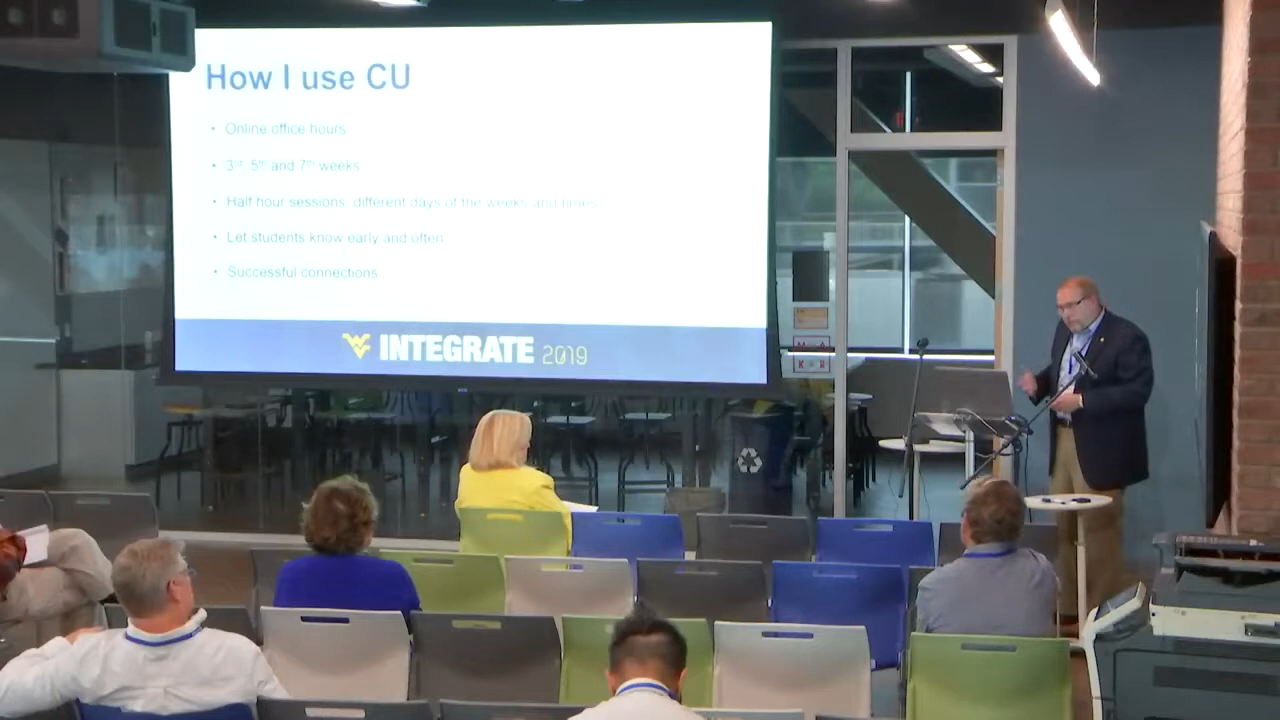 How I use CU
• Online office hours
• 3rd, 5th and 7th weeks
• Half hour sessions, different days of the weeks and times
• Let students know early and often
• Successful connections
WV INTEGRATE 2019
M A
K R